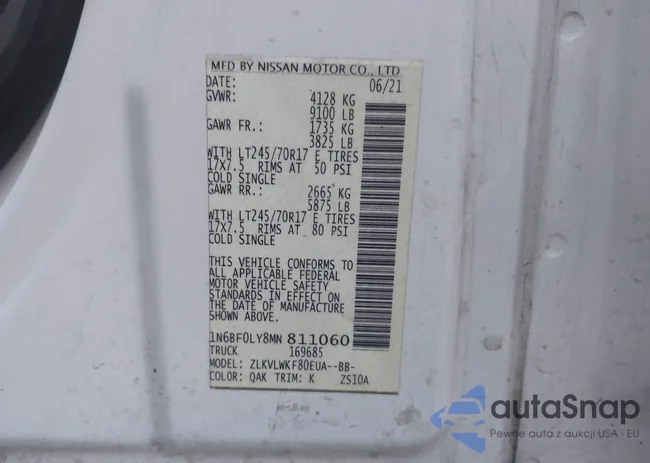 MFD BY NISSAN MOTOR CO., LTD
DATE: 06/21
GVWR: 4128 KG
9100 LB
GAWR FR.: 1735 KG
3825 LB
WITH LT245/70R17 E TIRES
17X7.5 RIMS AT 50 PSI
COLD SINGLE
GAWR RR.: 2665 KG
5875 LB
WITH LT245/70R17 E TIRES
17X7.5 RIMS AT 80 PSI
COLD SINGLE
THIS VEHICLE CONFORMS TO
ALL APPLICABLE FEDERAL
MOTOR VEHICLE SAFETY
STANDARDS IN EFFECT ON
THE DATE OF MANUFACTURE
SHOWN ABOVE.
1N6BF0LY8MN 811060
TRUCK 169685
MODEL: ZLKVLWKF80EUA--BB-
COLOR: QAK TRIM: K ZS10A
autaSnap
Pewne auta z aukcji USA i EU